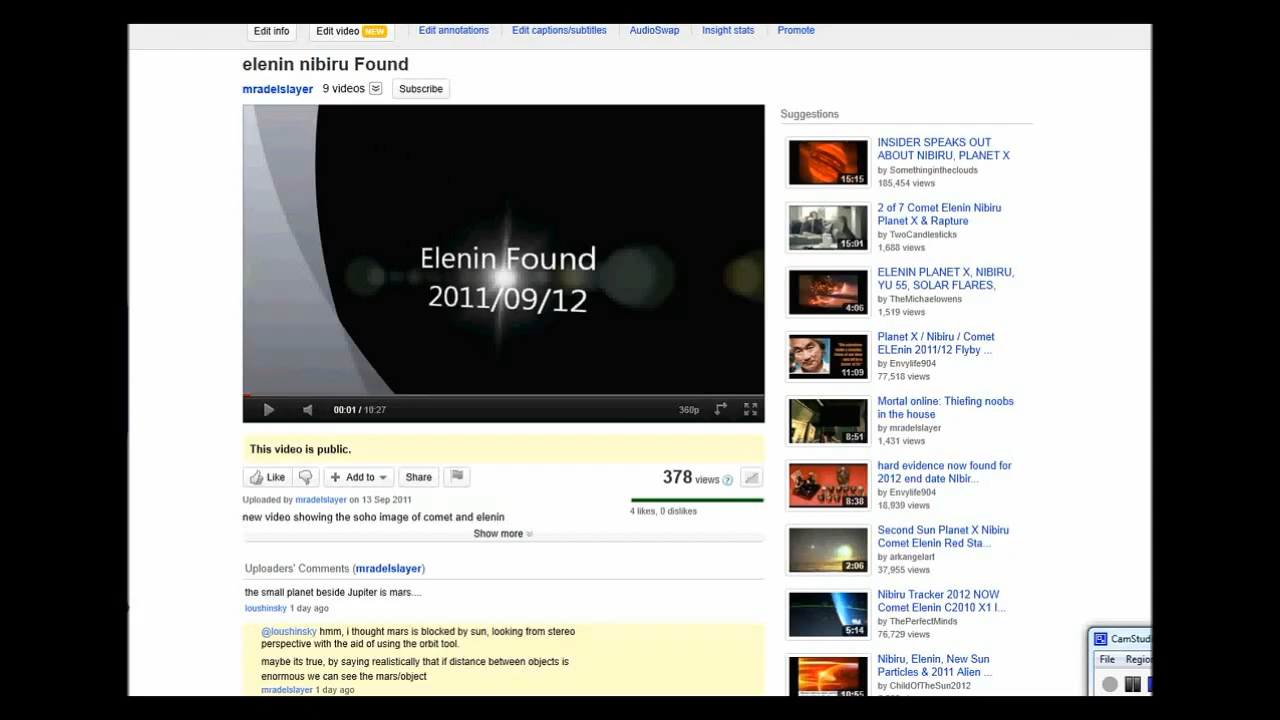 Edit info
Edit video NEW
Edit annotations
Edit captions/subtitles
AudioSwap
Insight stats
Promote
elenin nibiru Found
mradelslayer 9 videos
Subscribe
Elenin Found
2011/09/12
00:01 / 10:27
360p
This video is public.
Like
Add to
Share
378 views
Uploaded by mradelslayer on 13 Sep 2011
4 likes, 0 dislikes
new video showing the soho image of comet and elenin
Show more
Uploaders' Comments (mradelslayer)
the small planet beside Jupiter is mars....
loushinsky 1 day ago
@loushinsky hmm, i thought mars is blocked by sun, looking from stereo
perspective with the aid of using the orbit tool.
maybe its true, by saying realistically that if distance between objects is
enormous we can see the mars/object
mradelslayer 1 day ago
Suggestions
15:15
INSIDER SPEAKS OUT
ABOUT NIBIRU, PLANET X
by Somethingintheclouds
185,454 views
15:01
2 of 7 Comet Elenin Nibiru
Planet X & Rapture
by TwoCandlesticks
1,688 views
4:06
ELENIN PLANET X, NIBIRU,
YU 55, SOLAR FLARES,
by TheMichaelowens
1,519 views
11:09
Planet X / Nibiru / Comet
ELEnin 2011/12 Flyby ...
by Envylife904
77,518 views
8:51
Mortal online: Thiefing noobs
in the house
by mradelslayer
1,431 views
8:38
hard evidence now found for
2012 end date NIbir...
by Envylife904
18,939 views
2:06
Second Sun Planet X Nibiru
Comet Elenin Red Sta...
by arkangelart
37,955 views
5:14
Nibiru Tracker 2012 NOW
Comet Elenin C2010 X1 I...
by ThePerfectMinds
76,729 views
10:55
Nibiru, Elenin, New Sun
Particles & 2011 Alien ...
by ChildOfTheSun2012
CamStud
File Region